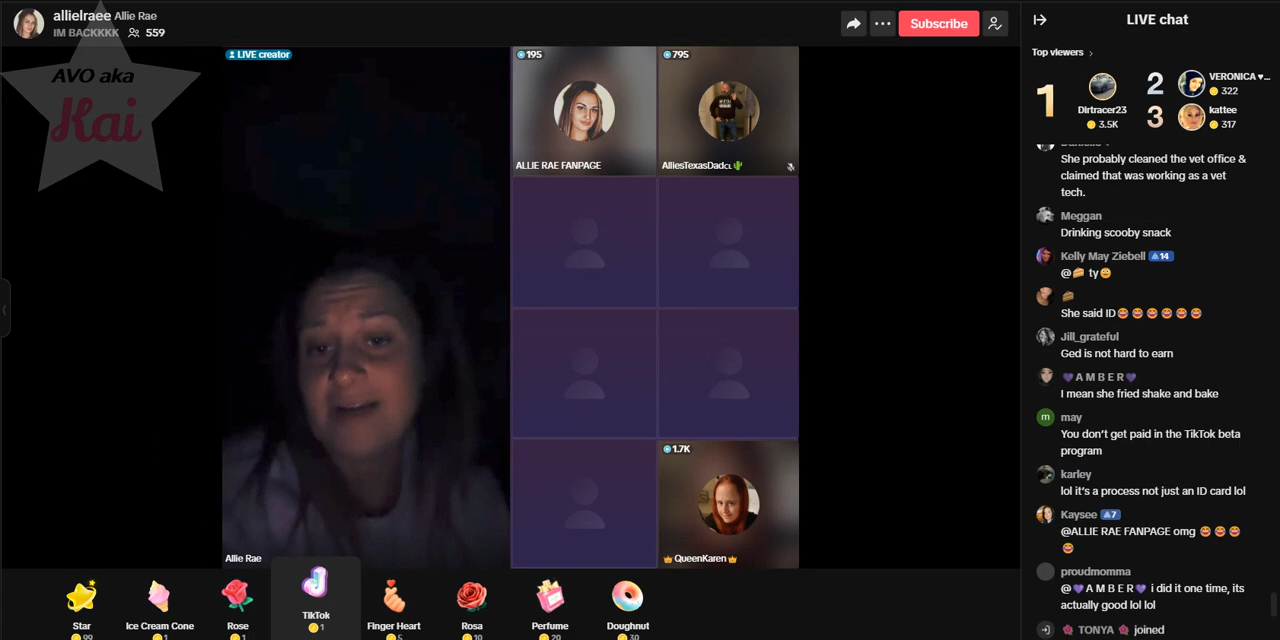 allielraee Allie Rae
IM BACKKKK 559
Subscribe
LIVE chat
AVO aka
Kai
LIVE creator
195
795
ALLIE RAE FANPAGE
AlliesTexasDad
1.7K
Allie Rae
QueenKaren
Top viewers
1
Dirtracer23
3.5K
2
VERONICA ♥...
322
3
kattee
317
She probably cleaned the vet office &
claimed that was working as a vet
tech.
Meggan
Drinking scooby snack
Kelly May Ziebell 14
@🍰 ty😄
She said ID😆😆😆😆😆😆
Jill_grateful
Ged is not hard to earn
💜A M B E R💜
I mean she fried shake and bake
m may
You don't get paid in the TikTok beta
program
karley
lol it's a process not just an ID card lol
Kaysee 7
@ALLIE RAE FANPAGE omg 😆😆😆
😆
proudmomma
@💜A M B E R💜 i did it one time, its
actually good lol lol
🌹 TONYA 🌹 joined
Star
99
Ice Cream Cone
1
Rose
1
TikTok
1
Finger Heart
5
Rosa
10
Perfume
20
Doughnut
30